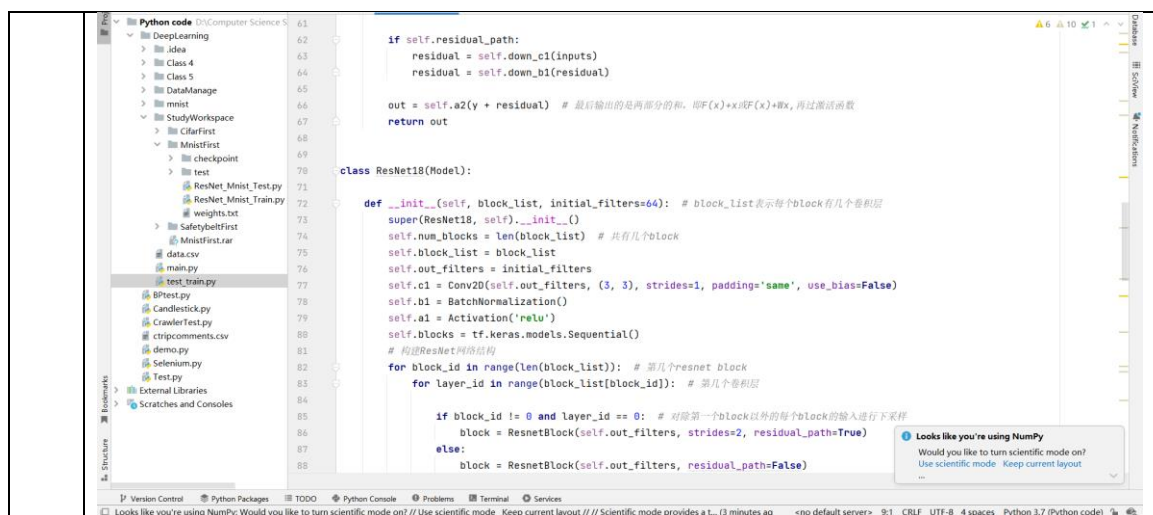 Python code D:\Computer Science S
DeepLearning
.idea
Class 4
Class 5
DataManage
mnist
StudyWorkspace
CifarFirst
MnistFirst
checkpoint
test
ResNet_Mnist_Test.py
ResNet_Mnist_Train.py
weights.txt
SafetybeltFirst
MnistFirst.rar
data.csv
main.py
test_train.py
BPtest.py
Candlestick.py
CrawlerTest.py
ctripcomments.csv
demo.py
Selenium.py
Test.py
External Libraries
Scratches and Consoles
Bookmarks
Structure
61
62 if self.residual_path:
63 residual = self.down_c1(inputs)
64 residual = self.down_b1(residual)
65
66 out = self.a2(y + residual) # 最后输出的是两部分的和，即F(x)+x或F(x)+Wx,再过激活函数
67 return out
68
69
70 class ResNet18(Model):
71
72 def __init__(self, block_list, initial_filters=64): # block_list表示每个block有几个卷积层
73 super(ResNet18, self).__init__()
74 self.num_blocks = len(block_list) # 共有几个block
75 self.block_list = block_list
76 self.out_filters = initial_filters
77 self.c1 = Conv2D(self.out_filters, (3, 3), strides=1, padding='same', use_bias=False)
78 self.b1 = BatchNormalization()
79 self.a1 = Activation('relu')
80 self.blocks = tf.keras.models.Sequential()
81 # 构建ResNet网络结构
82 for block_id in range(len(block_list)): # 第几个resnet block
83 for layer_id in range(block_list[block_id]): # 第几个卷积层
84
85 if block_id != 0 and layer_id == 0: # 对除第一个block以外的每个block的输入进行下采样
86 block = ResnetBlock(self.out_filters, strides=2, residual_path=True)
87 else:
88 block = ResnetBlock(self.out_filters, residual_path=False)
6 10 1
Database
SciView
Notifications
Looks like you're using NumPy
Would you like to turn scientific mode on?
Use scientific mode Keep current layout
...
Version Control Python Packages TODO Python Console Problems Terminal Services
Looks like you're using NumPy: Would you like to turn scientific mode on? // Use scientific mode Keep current layout // // Scientific mode provides a t... (3 minutes ago <no default server> 9:1 CRLF UTF-8 4 spaces Python 3.7 (Python code)